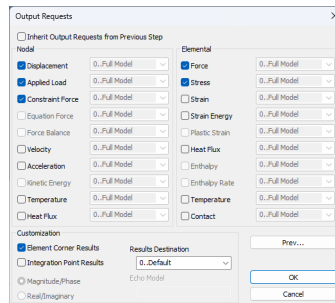 Output Requests
Inherit Output Requests from Previous Step
Nodal
Displacement 0..Full Model
Applied Load 0..Full Model
Constraint Force 0..Full Model
Equation Force 0..Full Model
Force Balance 0..Full Model
Velocity 0..Full Model
Acceleration 0..Full Model
Kinetic Energy 0..Full Model
Temperature 0..Full Model
Heat Flux 0..Full Model
Elemental
Force 0..Full Model
Stress 0..Full Model
Strain 0..Full Model
Strain Energy 0..Full Model
Plastic Strain 0..Full Model
Heat Flux 0..Full Model
Enthalpy 0..Full Model
Enthalpy Rate 0..Full Model
Temperature 0..Full Model
Contact 0..Full Model
Customization
Element Corner Results
Integration Point Results
Magnitude/Phase
Real/Imaginary
Results Destination
0..Default
Echo Model
Prev...
OK
Cancel